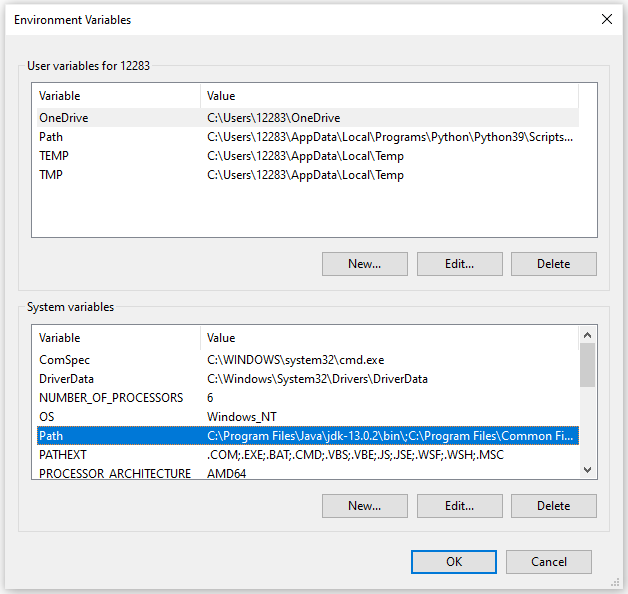 Environment Variables
User variables for 12283
Variable Value
OneDrive C:\Users\12283\OneDrive
Path C:\Users\12283\AppData\Local\Programs\Python\Python39\Scripts...
TEMP C:\Users\12283\AppData\Local\Temp
TMP C:\Users\12283\AppData\Local\Temp
New... Edit... Delete
System variables
Variable Value
ComSpec C:\WINDOWS\system32\cmd.exe
DriverData C:\Windows\System32\Drivers\DriverData
NUMBER_OF_PROCESSORS 6
OS Windows_NT
Path C:\Program Files\Java\jdk-13.0.2\bin\;C:\Program Files\Common Fi...
PATHEXT .COM;.EXE;.BAT;.CMD;.VBS;.VBE;.JS;.JSE;.WSF;.WSH;.MSC
PROCESSOR_ARCHITECTURE AMD64
New... Edit... Delete
OK Cancel